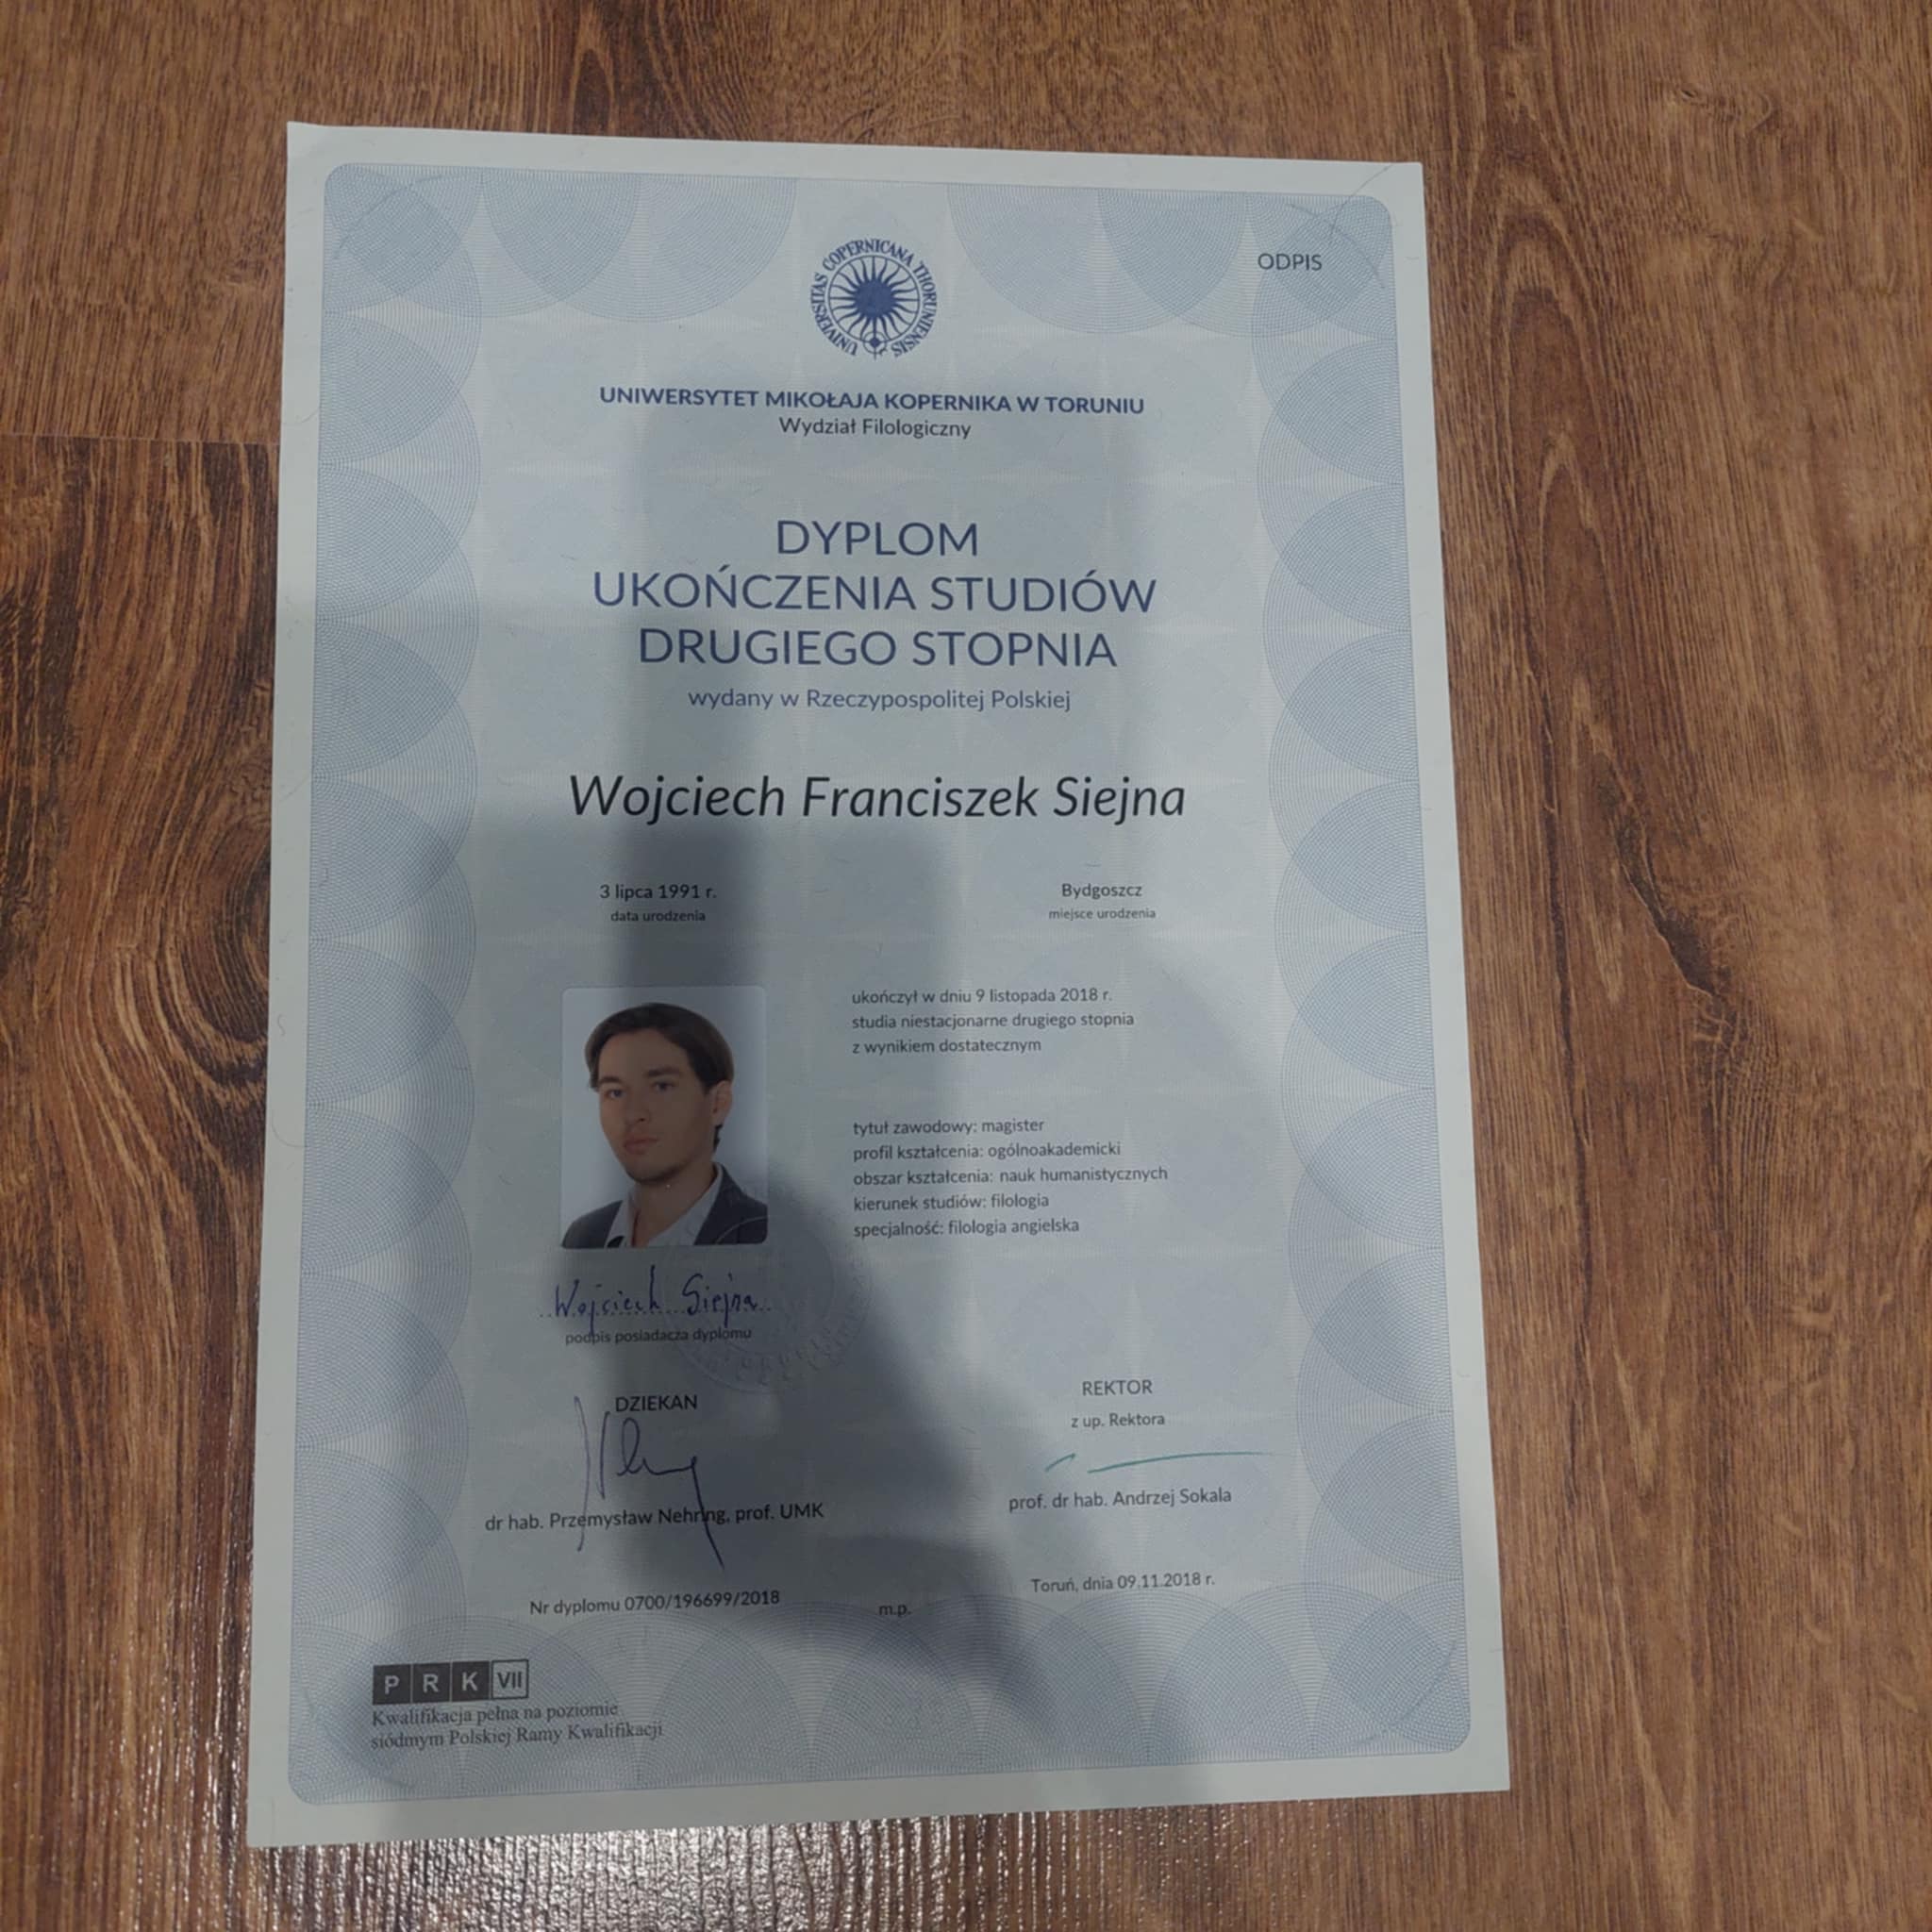 UNIVERSITAS COPERNICANA THORUNIENSIS
ODPIS
UNIWERSYTET MIKOŁAJA KOPERNIKA W TORUNIU
Wydział Filologiczny
DYPLOM
UKOŃCZENIA STUDIÓW
DRUGIEGO STOPNIA
wydany w Rzeczypospolitej Polskiej
Wojciech Franciszek Siejna
3 lipca 1991 r.
data urodzenia
Bydgoszcz
miejsce urodzenia
ukończył w dniu 9 listopada 2018 r.
studia niestacjonarne drugiego stopnia
z wynikiem dostatecznym
tytuł zawodowy: magister
profil kształcenia: ogólnoakademicki
obszar kształcenia: nauk humanistycznych
kierunek studiów: filologia
specjalność: filologia angielska
Wojciech Siejna
podpis posiadacza dyplomu
DZIEKAN
dr hab. Przemysław Nehring, prof. UMK
REKTOR
z up. Rektora
prof. dr hab. Andrzej Sokala
Nr dyplomu 0700/196699/2018
m.p.
Toruń, dnia 09.11.2018 r.
PRK VII
Kwalifikacja pełna na poziomie
siódmym Polskiej Ramy Kwalifikacji